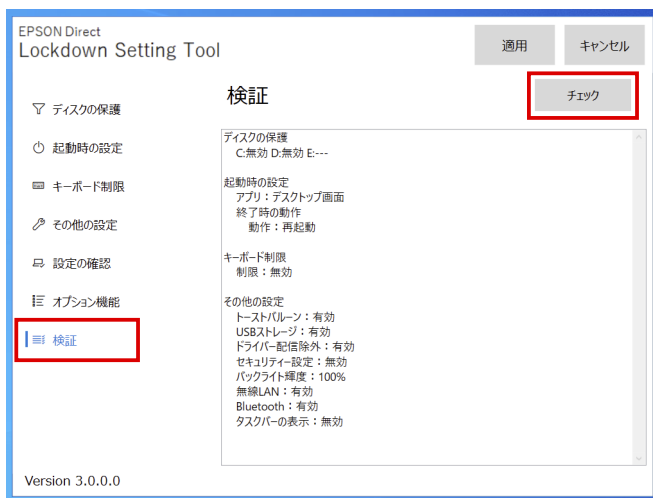 EPSON Direct
Lockdown Setting Tool
適用
キャンセル
検証
チェック
ディスクの保護
起動時の設定
キーボード制限
その他の設定
設定の確認
オプション機能
検証
ディスクの保護
C:無効 D:無効 E:---
起動時の設定
アプリ：デスクトップ画面
終了時の動作
動作：再起動
キーボード制限
制限：無効
その他の設定
トーストバルーン：有効
USBストレージ：有効
ドライバー配信除外：有効
セキュリティー設定：無効
バックライト輝度：100%
無線LAN：有効
Bluetooth：有効
タスクバーの表示：無効
Version 3.0.0.0